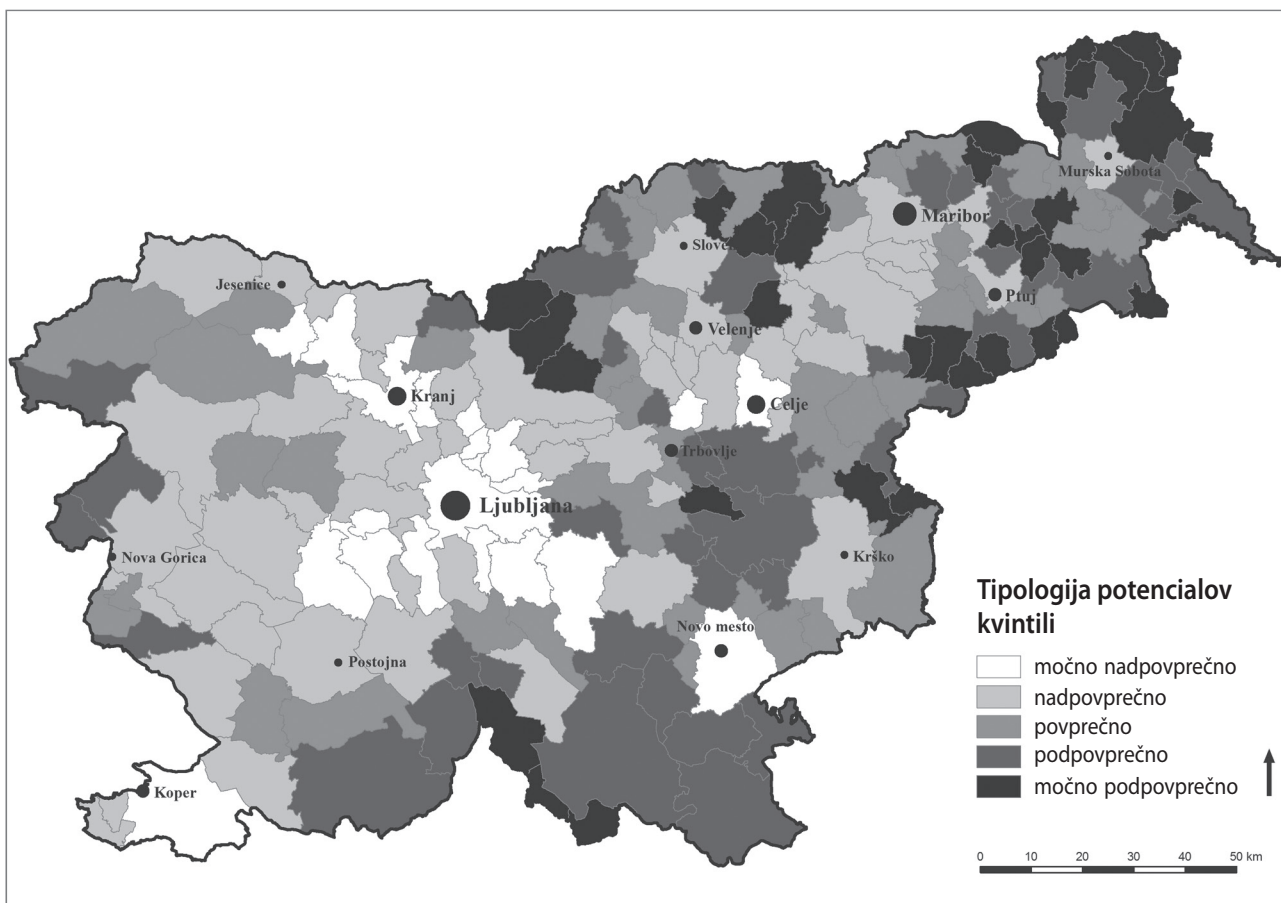 Murska Sobota
Maribor
Slove
Jesenice
Ptuj
Velenje
Kranj
Celje
Trbovlje
Ljubljana
Nova Gorica
Krško
Novo mesto
Postojna
Koper
Tipologija potencialov
kvintili
močno nadpovprečno
nadpovprečno
povprečno
podpovprečno
močno podpovprečno
0 10 20 30 40 50 km